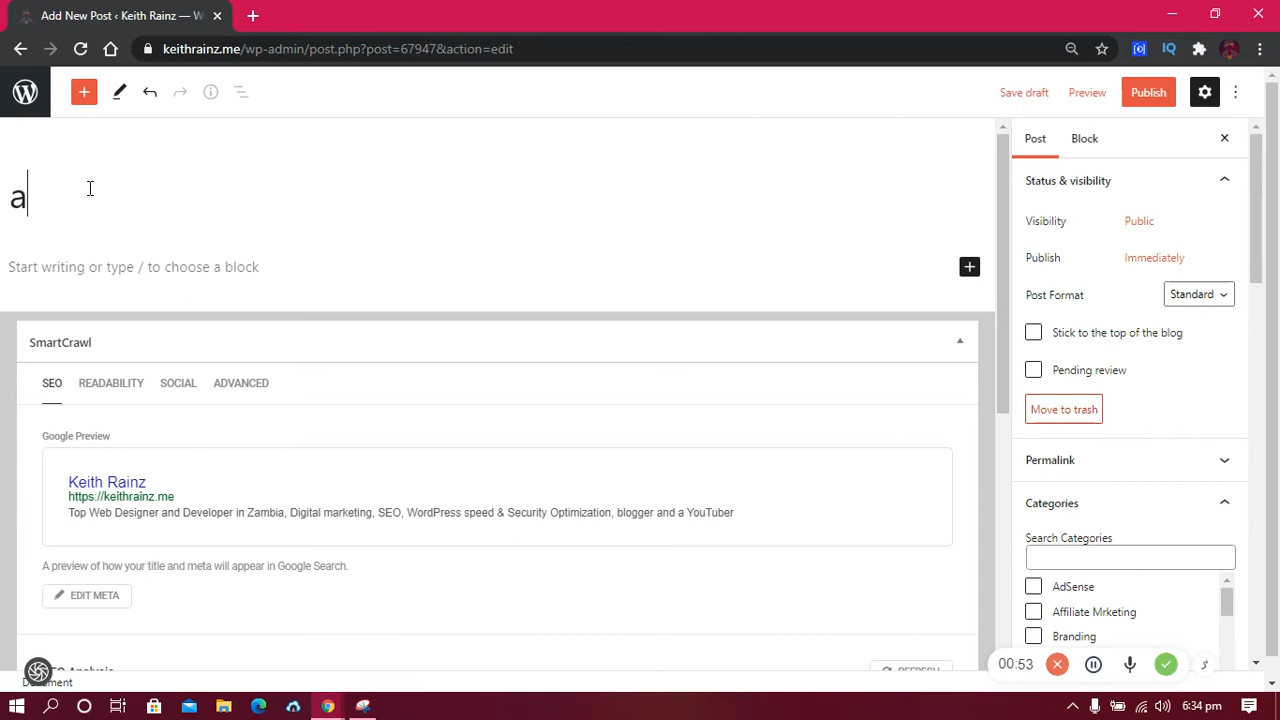 Add New Post ‹ Keith Rainz — W
keithrainz.me/wp-admin/post.php?post=67947&action=edit
IQ
Save draft
Preview
Publish
a
Start writing or type / to choose a block
Post
Block
Status & visibility
Visibility Public
Publish Immediately
Post Format Standard
Stick to the top of the blog
Pending review
Move to trash
Permalink
Categories
Search Categories
AdSense
Affiliate Mrketing
Branding
SmartCrawl
SEO READABILITY SOCIAL ADVANCED
Google Preview
Keith Rainz
https://keithrainz.me
Top Web Designer and Developer in Zambia, Digital marketing, SEO, WordPress speed & Security Optimization, blogger and a YouTuber
A preview of how your title and meta will appear in Google Search.
EDIT META
Analysis
REFRESH
00:53
6:34 pm